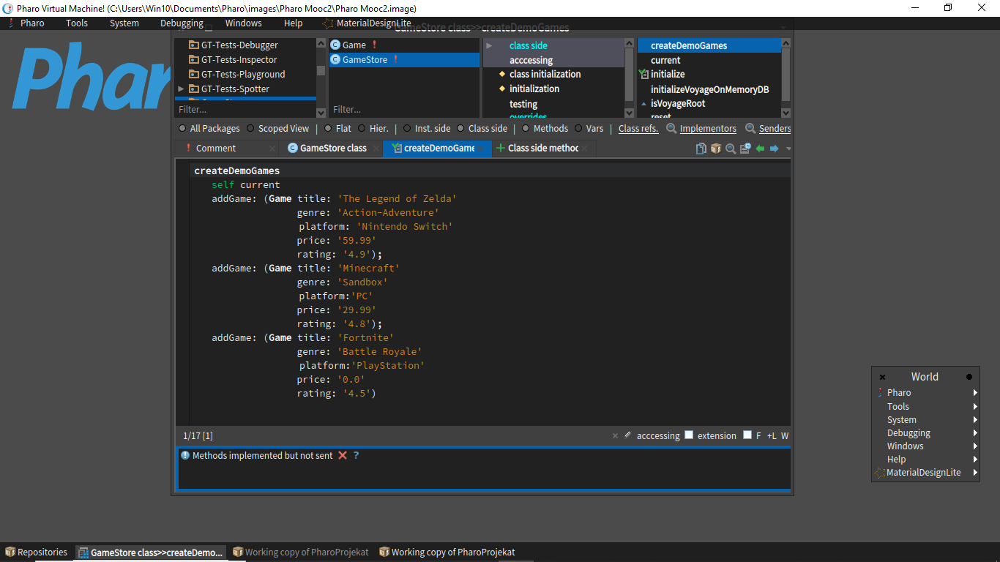 Pharo Virtual Machine! (C:\Users\Win10\Documents\Pharo\images\Pharo Mooc2\Pharo Mooc2.image)
Pharo Tools System Debugging Windows Help MaterialDesignLite
GameStore class>>createDemoGames
Phar
GT-Tests-Debugger
GT-Tests-Inspector
GT-Tests-Playground
GT-Tests-Spotter
Filter...
Game
GameStore
Filter...
class side
acccessing
class initialization
initialization
testing
overrides
createDemoGames
current
initialize
initializeVoyageOnMemoryDB
isVoyageRoot
reset
All Packages Scoped View | Flat Hier. | Inst. side Class side | Methods Vars | Class refs. Implementors Senders
Comment GameStore class createDemoGame Class side methoc
createDemoGames
self current
addGame: (Game title: 'The Legend of Zelda'
genre: 'Action-Adventure'
platform: 'Nintendo Switch'
price: '59.99'
rating: '4.9');
addGame: (Game title: 'Minecraft'
genre: 'Sandbox'
platform:'PC'
price: '29.99'
rating: '4.8');
addGame: (Game title: 'Fortnite'
genre: 'Battle Royale'
platform:'PlayStation'
price: '0.0'
rating: '4.5')
1/17 [1] acccessing extension F +L W
Methods implemented but not sent ?
World
Pharo
Tools
System
Debugging
Windows
Help
MaterialDesignLite
Repositories GameStore class>>createDemo... Working copy of PharoProjekat Working copy of PharoProjekat